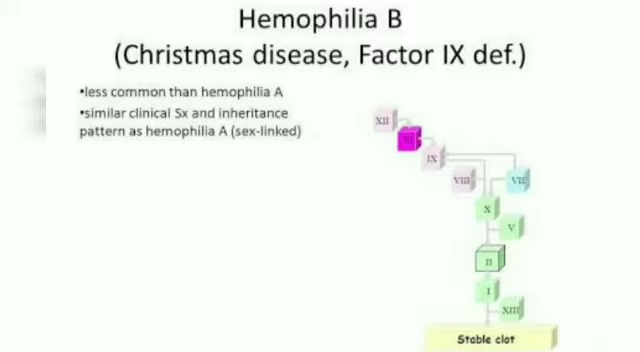 Hemophilia B
(Christmas disease, Factor IX def.)
•less common than hemophilia A
•similar clinical Sx and inheritance
pattern as hemophilia A (sex-linked)
XII
IX
VIII
VII
X
V
II
I
XIII
Stable clot